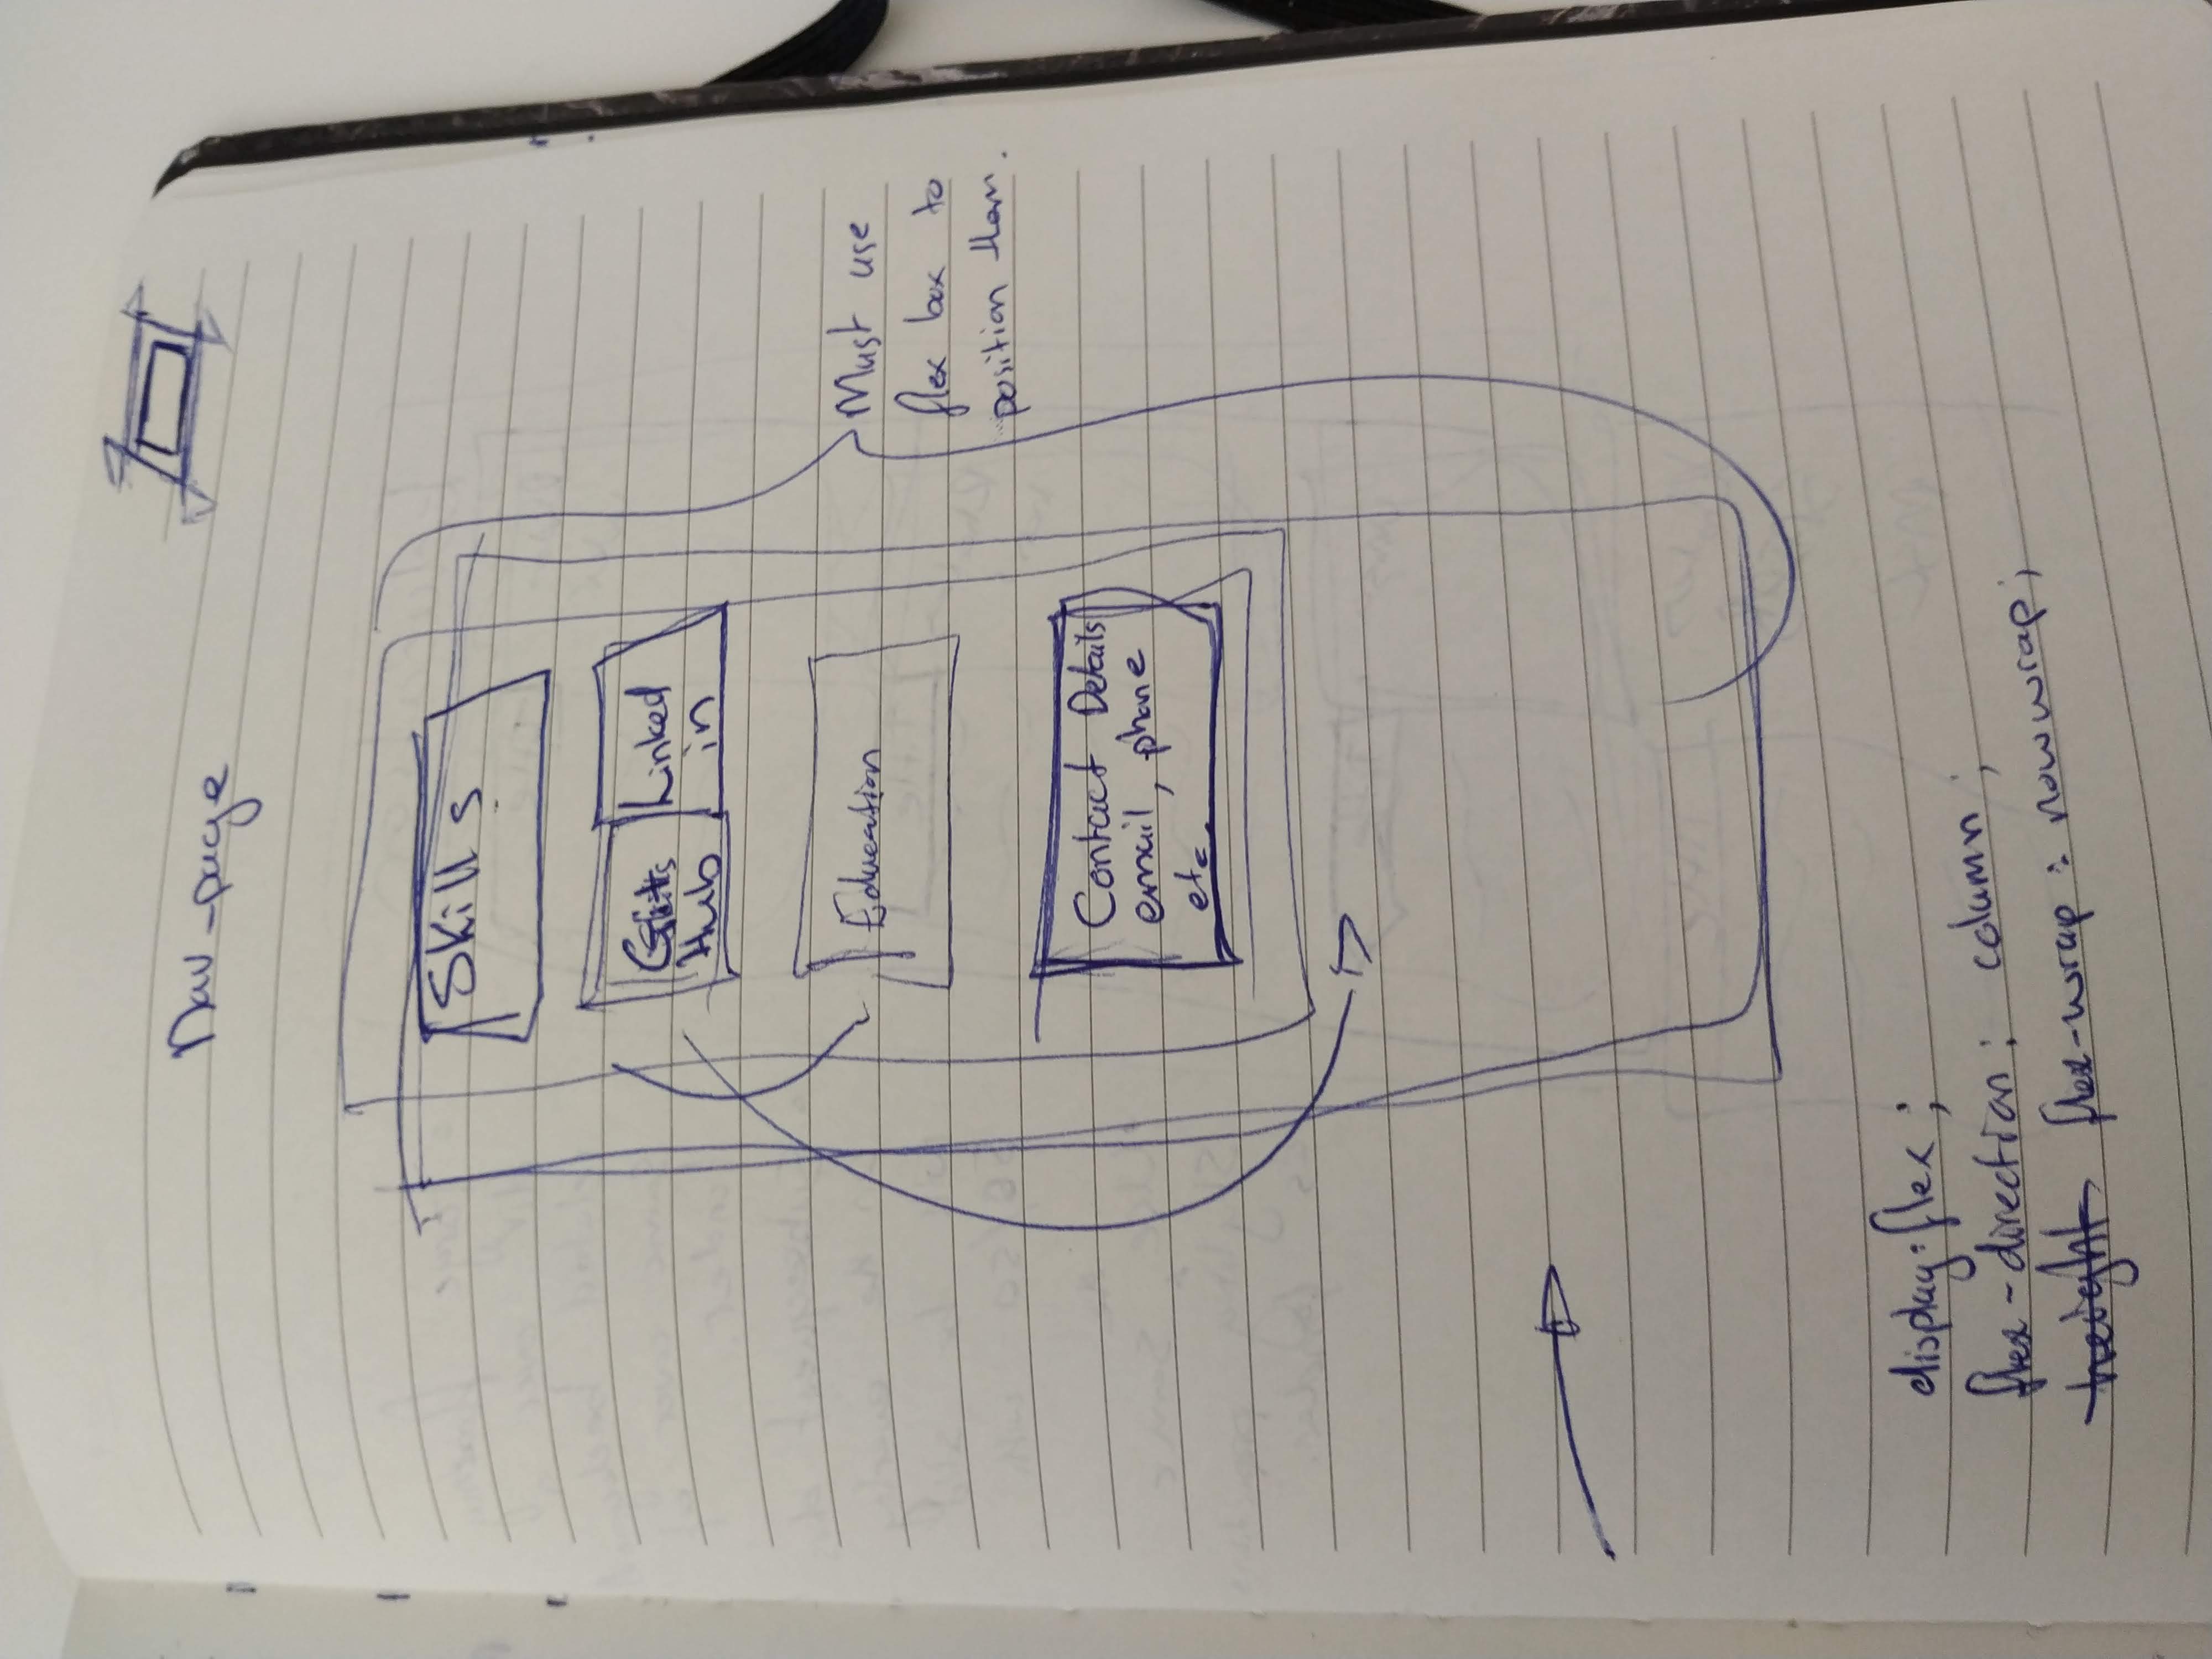 Nav-page
Skills
Git Linked
Hub in
Education
Must use
flex box to
position them.
Contact Details
email, phone
etc.
display: flex;
flex-direction: column;
height flex-wrap: nowwrap;